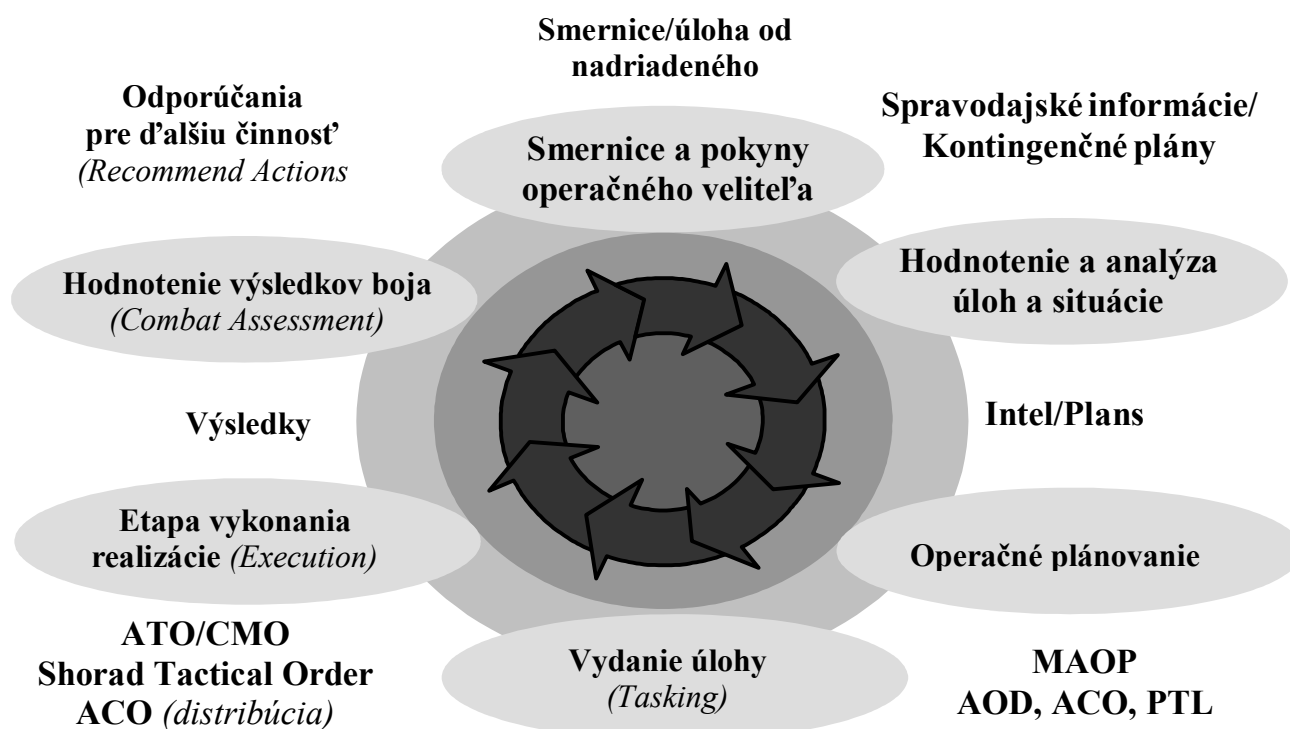 Smernice/úloha od
nadriadeného
Odporúčania
pre ďalšiu činnosť
(Recommend Actions
Spravodajské informácie/
Kontingenčné plány
Smernice a pokyny
operačného veliteľa
Hodnotenie výsledkov boja
(Combat Assessment)
Hodnotenie a analýza
úloh a situácie
Výsledky
Intel/Plans
Etapa vykonania
realizácie (Execution)
Operačné plánovanie
ATO/CMO
Shorad Tactical Order
ACO (distribúcia)
Vydanie úlohy
(Tasking)
MAOP
AOD, ACO, PTL